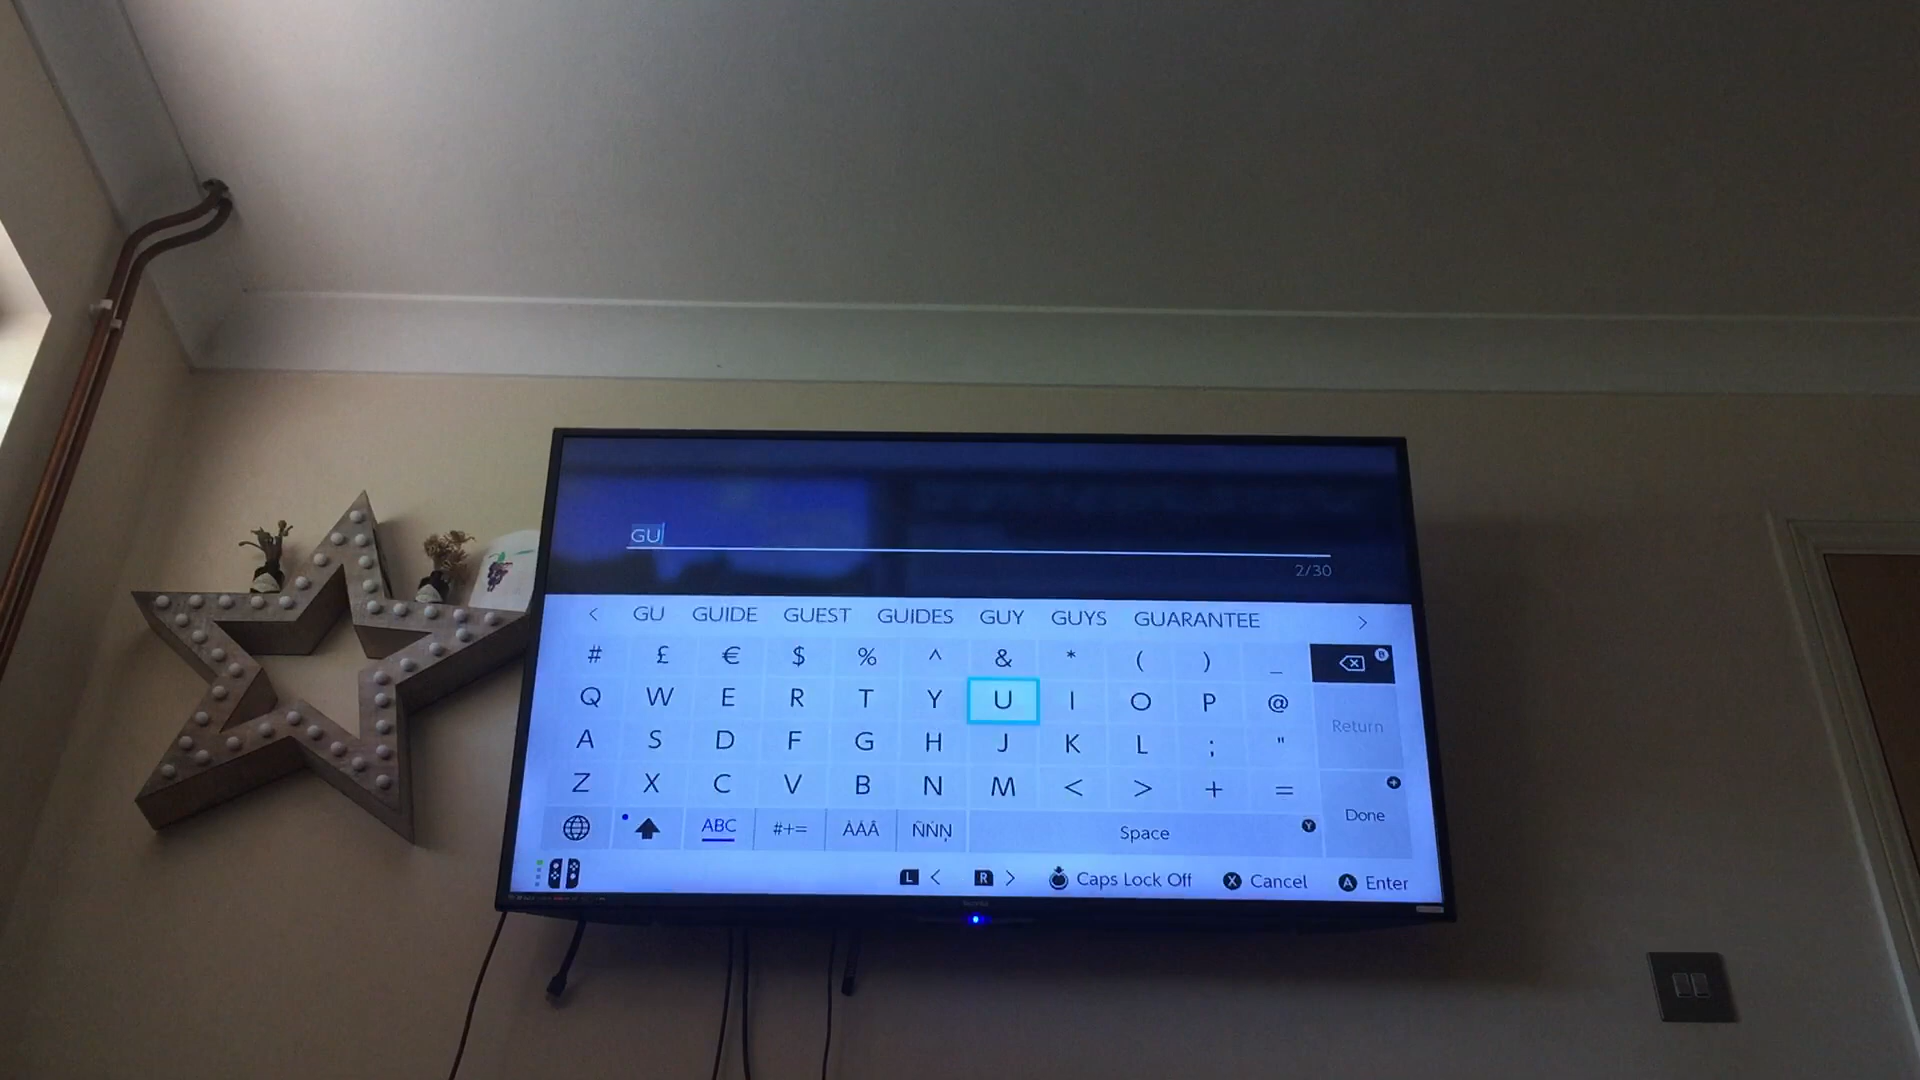 GU
2/30
< GU GUIDE GUEST GUIDES GUY GUYS GUARANTEE >
# £ € $ % ^ & * ( ) _
Q W E R T Y U I O P @
Return
A S D F G H J K L ; "
Z X C V B N M < > + =
ABC #+= ÀÁÂ ÑŃŅ Space Y Done
L < R > Caps Lock Off X Cancel A Enter